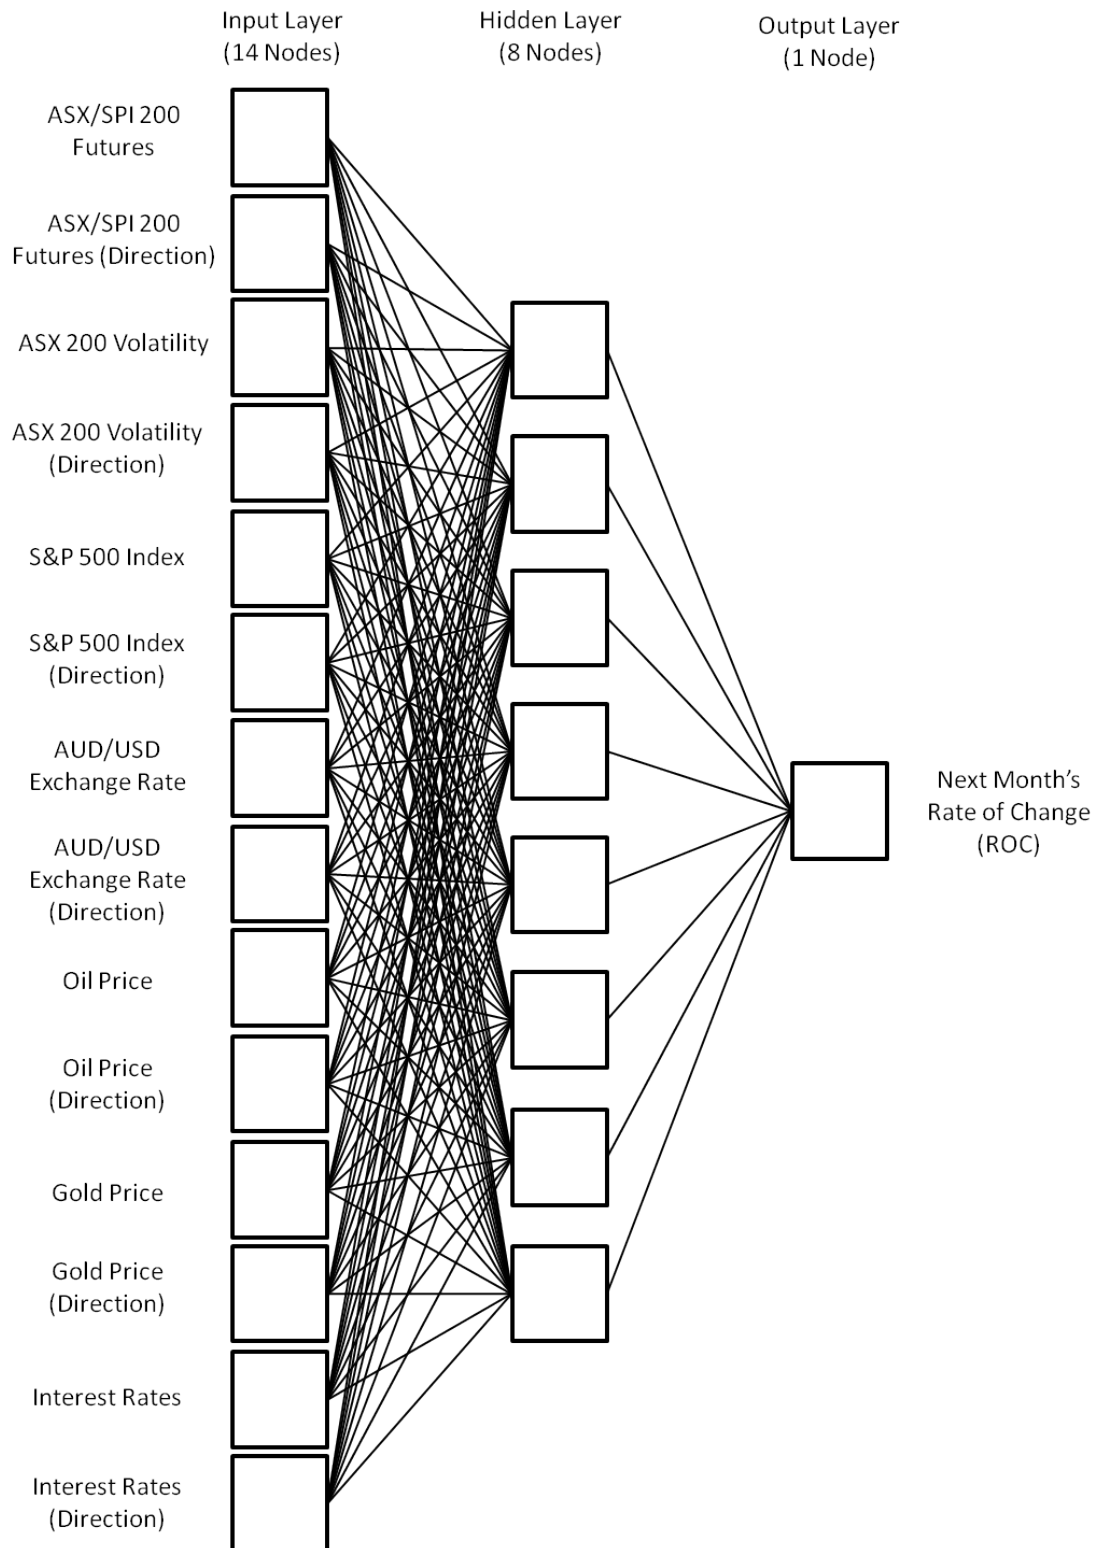 Input Layer
(14 Nodes)
Hidden Layer
(8 Nodes)
Output Layer
(1 Node)
ASX/SPI 200
Futures
ASX/SPI 200
Futures (Direction)
ASX 200 Volatility
ASX 200 Volatility
(Direction)
S&P 500 Index
S&P 500 Index
(Direction)
AUD/USD
Exchange Rate
AUD/USD
Exchange Rate
(Direction)
Oil Price
Oil Price
(Direction)
Gold Price
Gold Price
(Direction)
Interest Rates
Interest Rates
(Direction)
Next Month’s
Rate of Change
(ROC)